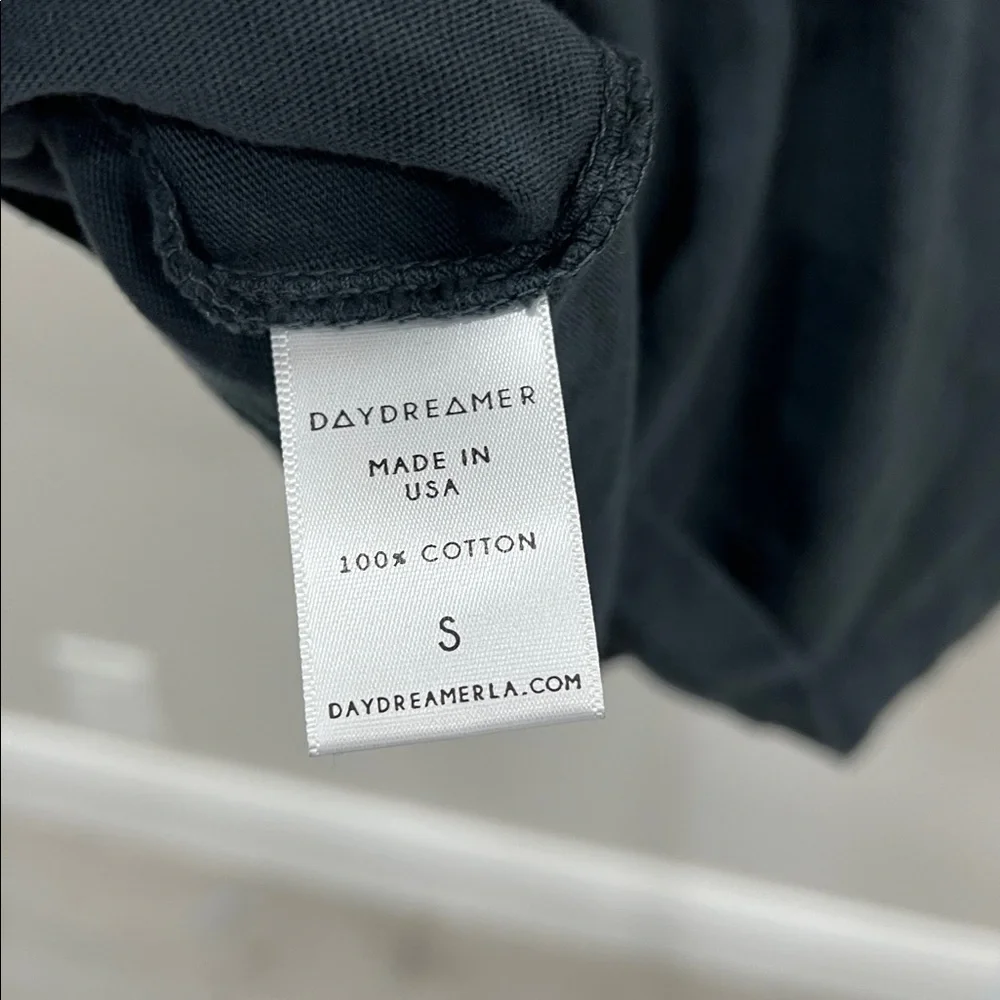 DAYDREAMER
MADE IN
USA
100% COTTON
S
DAYDREAMERLA.COM